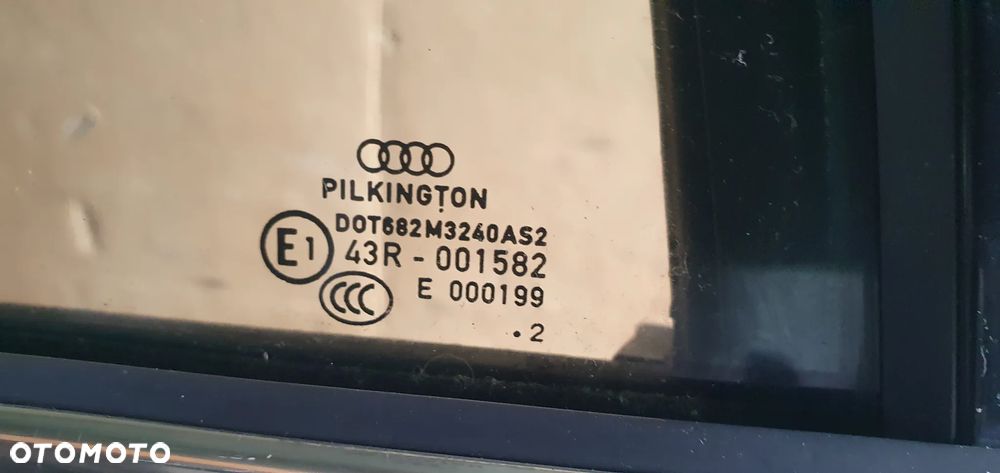 PILKINGTON
DOT682M3240AS2
E1 43R - 001582
CCC E 000199
.2
OTOMOTO